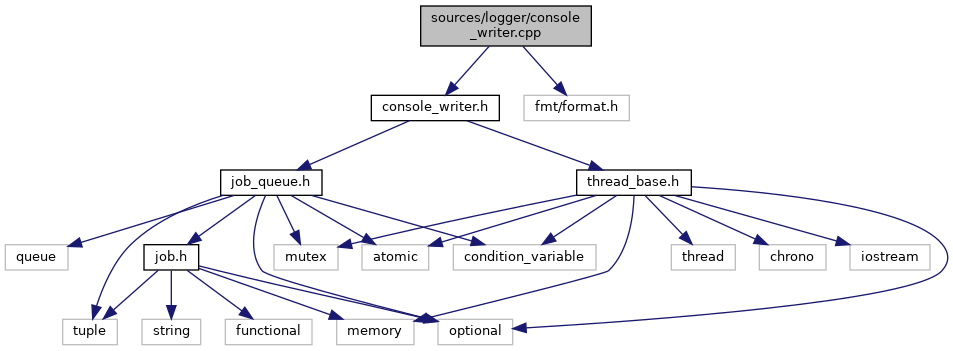 sources/logger/console
_writer.cpp
console_writer.h
fmt/format.h
job_queue.h
thread_base.h
queue
job.h
mutex
atomic
condition_variable
thread
chrono
iostream
tuple
string
functional
memory
optional